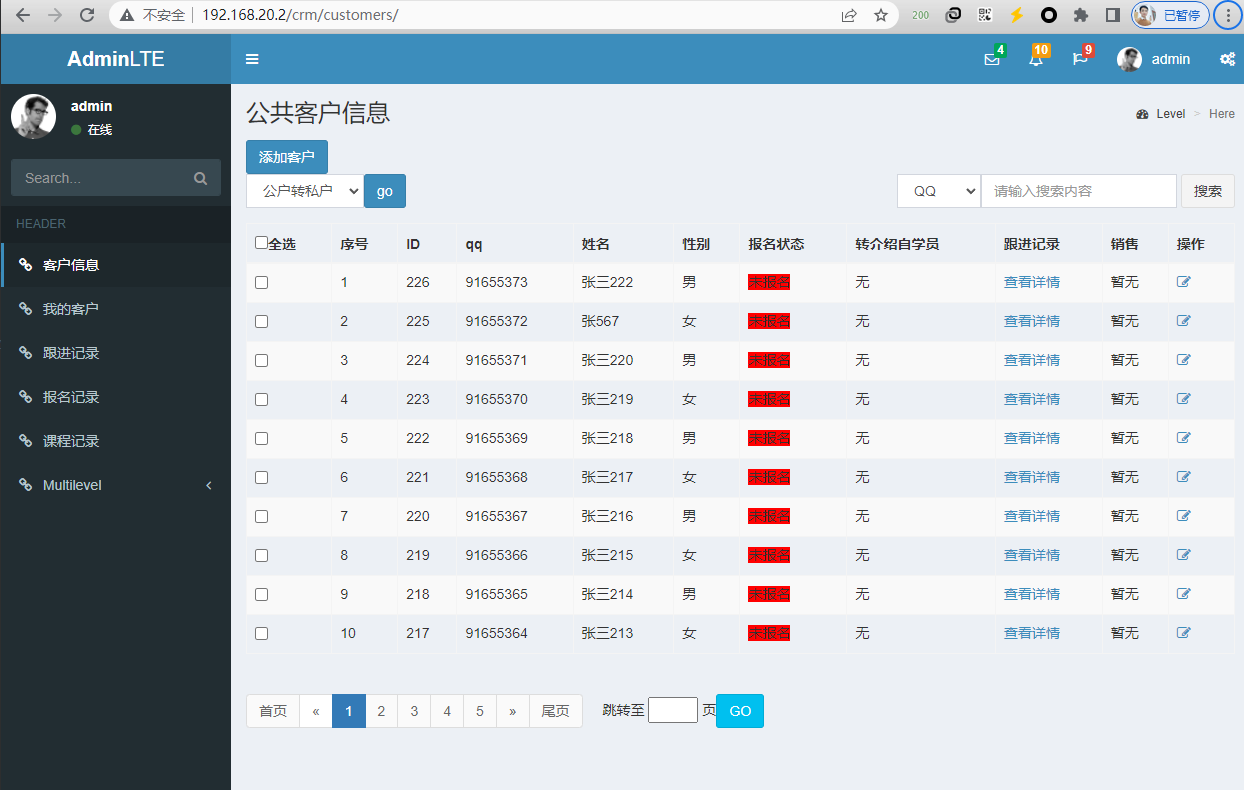 不安全 192.168.20.2/crm/customers/ 200 已暂停
AdminLTE 4 10 9 admin
admin
在线
Search...
HEADER
客户信息
我的客户
跟进记录
报名记录
课程记录
Multilevel
公共客户信息 Level > Here
添加客户
公户转私户 go QQ 请输入搜索内容 搜索
全选 序号 ID qq 姓名 性别 报名状态 转介绍自学员 跟进记录 销售 操作
1 226 91655373 张三222 男 未报名 无 查看详情 暂无
2 225 91655372 张567 女 未报名 无 查看详情 暂无
3 224 91655371 张三220 男 未报名 无 查看详情 暂无
4 223 91655370 张三219 女 未报名 无 查看详情 暂无
5 222 91655369 张三218 男 未报名 无 查看详情 暂无
6 221 91655368 张三217 女 未报名 无 查看详情 暂无
7 220 91655367 张三216 男 未报名 无 查看详情 暂无
8 219 91655366 张三215 女 未报名 无 查看详情 暂无
9 218 91655365 张三214 男 未报名 无 查看详情 暂无
10 217 91655364 张三213 女 未报名 无 查看详情 暂无
首页 « 1 2 3 4 5 » 尾页 跳转至 页 GO